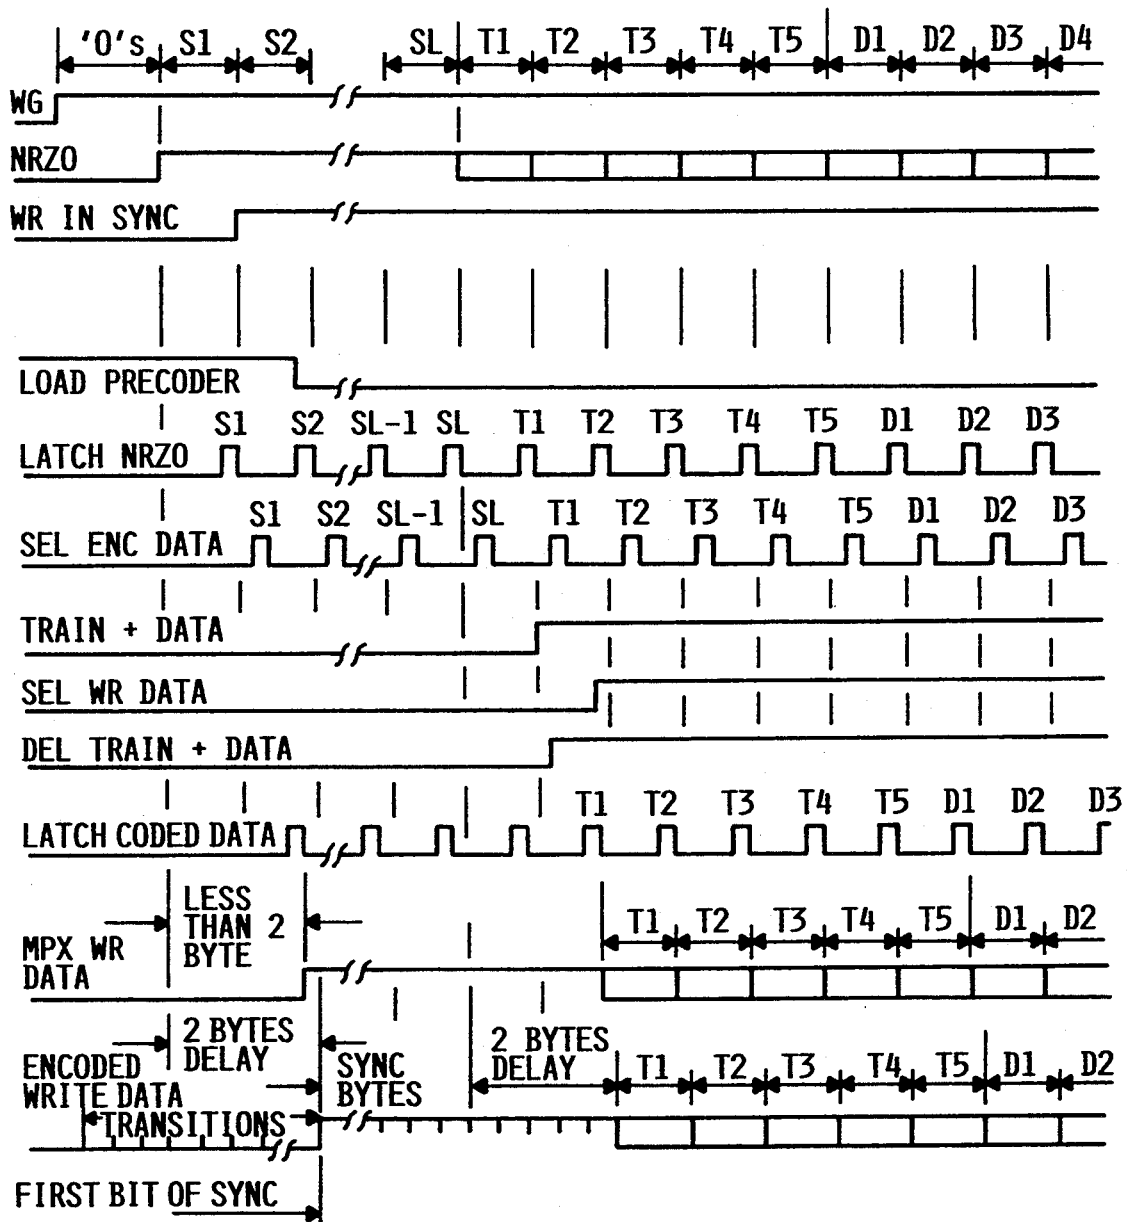 '0's S1 S2 SL T1 T2 T3 T4 T5 D1 D2 D3 D4
WG
NRZO
WR IN SYNC
LOAD PRECODER
S1 S2 SL-1 SL T1 T2 T3 T4 T5 D1 D2 D3
LATCH NRZO
S1 S2 SL-1 SL T1 T2 T3 T4 T5 D1 D2 D3
SEL ENC DATA
TRAIN + DATA
SEL WR DATA
DEL TRAIN + DATA
T1 T2 T3 T4 T5 D1 D2 D3
LATCH CODED DATA
LESS
THAN 2
BYTE
T1 T2 T3 T4 T5 D1 D2
MPX WR
DATA
2 BYTES
DELAY
SYNC
BYTES
2 BYTES
DELAY
T1 T2 T3 T4 T5 D1 D2
ENCODED
WRITE DATA
TRANSITIONS
FIRST BIT OF SYNC